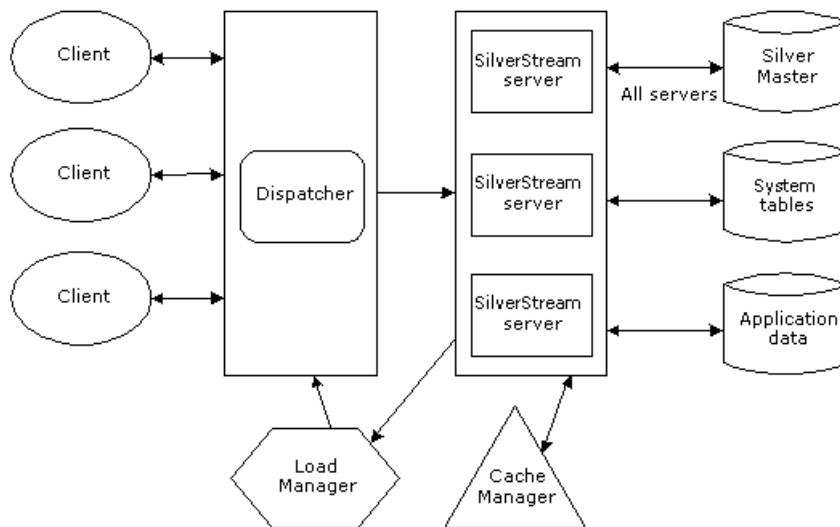 Client
SilverStream
server
Silver
Master
All servers
Client
Dispatcher
SilverStream
server
System
tables
Client
SilverStream
server
Application
data
Load
Manager
Cache
Manager